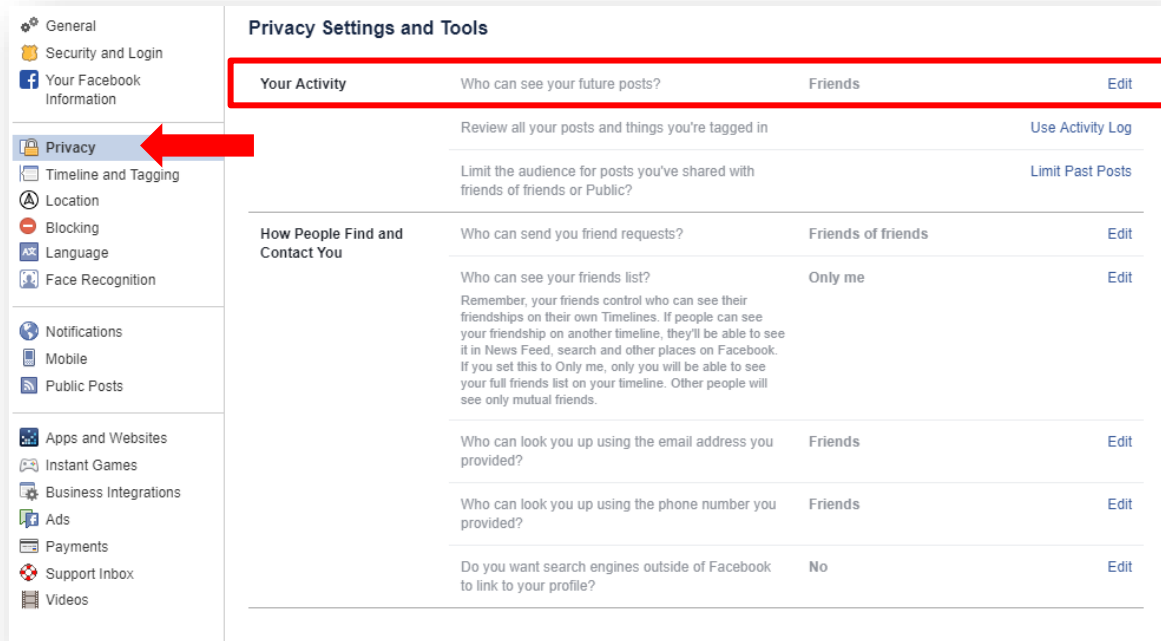 General
Security and Login
Your Facebook
Information
Privacy
Timeline and Tagging
Location
Blocking
Language
Face Recognition
Notifications
Mobile
Public Posts
Apps and Websites
Instant Games
Business Integrations
Ads
Payments
Support Inbox
Videos
Privacy Settings and Tools
Your Activity Who can see your future posts? Friends Edit
Review all your posts and things you're tagged in Use Activity Log
Limit the audience for posts you've shared with Limit Past Posts
friends of friends or Public?
How People Find and Who can send you friend requests? Friends of friends Edit
Contact You
Who can see your friends list? Only me Edit
Remember, your friends control who can see their
friendships on their own Timelines. If people can see
your friendship on another timeline, they'll be able to see
it in News Feed, search and other places on Facebook.
If you set this to Only me, only you will be able to see
your full friends list on your timeline. Other people will
see only mutual friends.
Who can look you up using the email address you Friends Edit
provided?
Who can look you up using the phone number you Friends Edit
provided?
Do you want search engines outside of Facebook No Edit
to link to your profile?